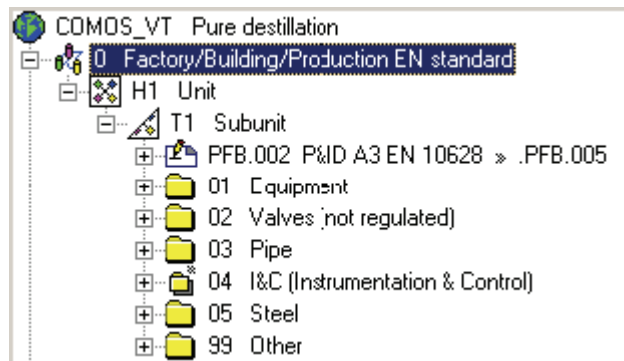 COMOS_VT Pure destillation
0 Factory/Building/Production EN standard
H1 Unit
T1 Subunit
PFB.002 P&ID A3 EN 10628 » .PFB.005
01 Equipment
02 Valves (not regulated)
03 Pipe
04 I&C (Instrumentation & Control)
05 Steel
99 Other